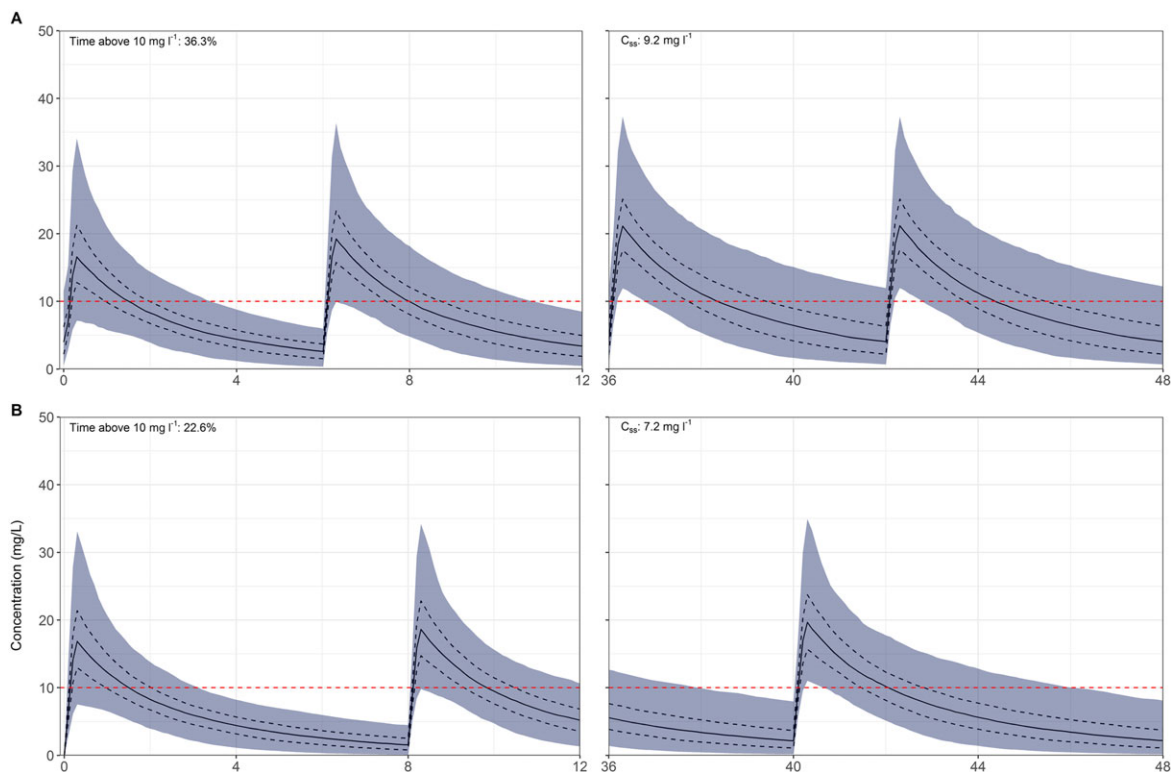 A
Time above 10 mg l⁻¹: 36.3%
Cₛₛ: 9.2 mg l⁻¹
50
40
30
20
10
0
0 4 8 12
36 40 44 48
B
Time above 10 mg l⁻¹: 22.6%
Cₛₛ: 7.2 mg l⁻¹
Concentration (mg/L)
50
40
30
20
10
0
0 4 8 12
36 40 44 48